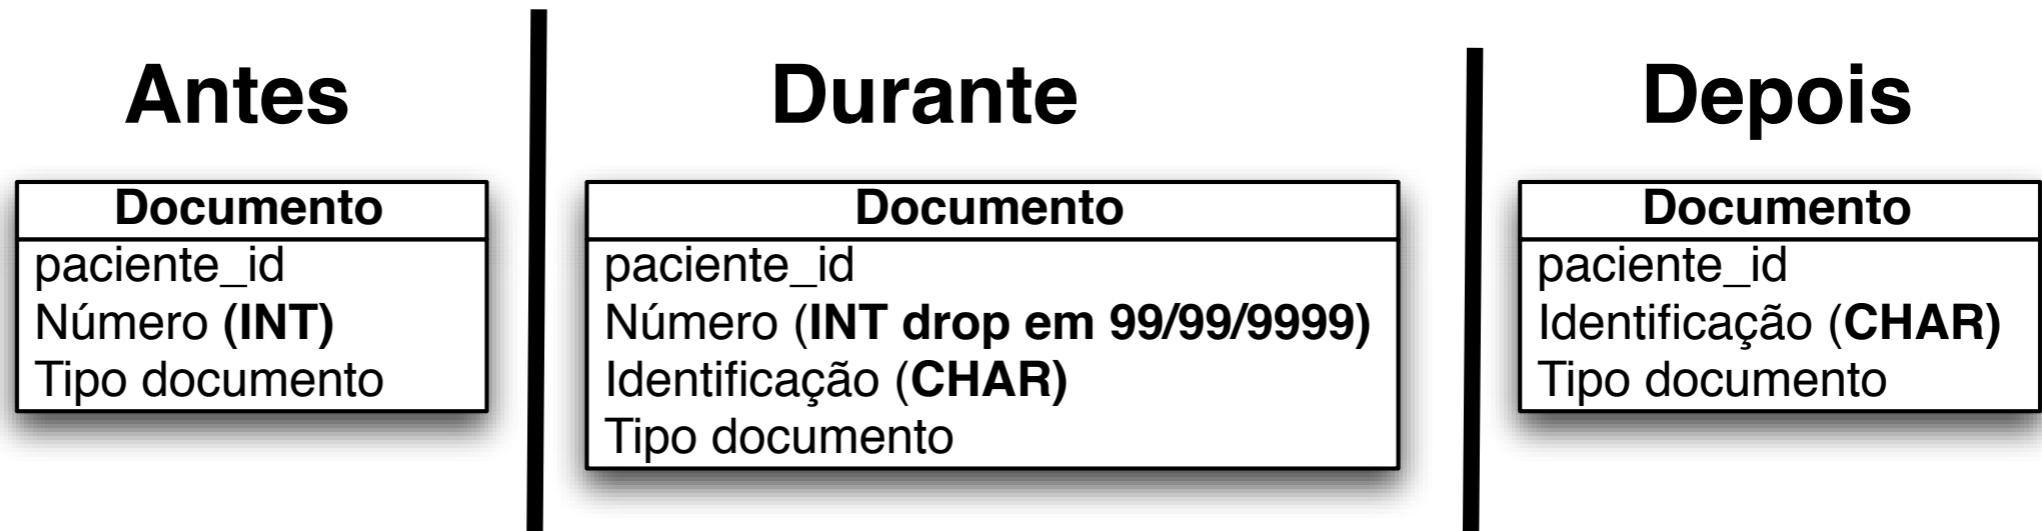 Antes
Documento
paciente_id
Número (INT)
Tipo documento
Durante
Documento
paciente_id
Número (INT drop em 99/99/9999)
Identificação (CHAR)
Tipo documento
Depois
Documento
paciente_id
Identificação (CHAR)
Tipo documento